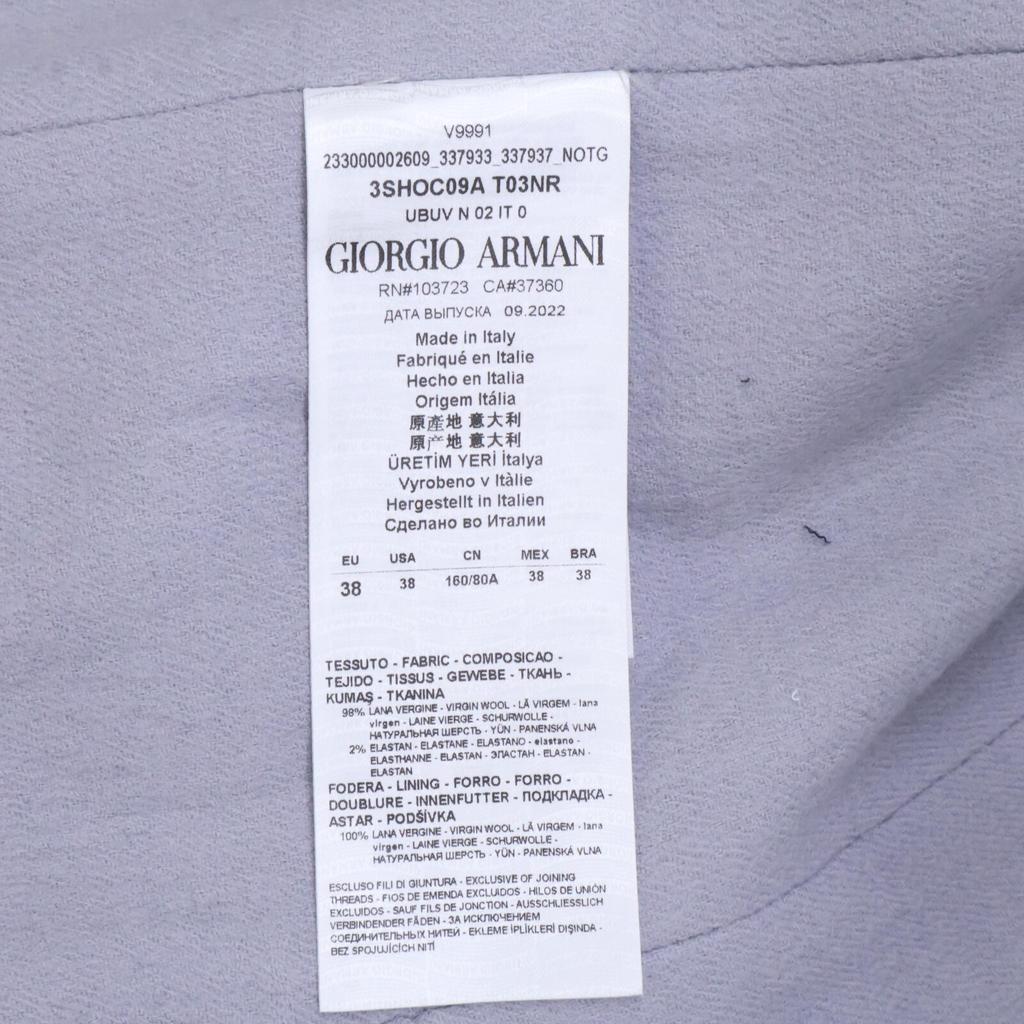 V9991
233000002609_337933_337937_NOTG
3SHOC09A T03NR
UBUV N 02 IT 0
GIORGIO ARMANI
RN#103723 CA#37360
ДАТА ВЫПУСКА 09.2022
Made in Italy
Fabriqué en Italie
Hecho en Italia
Origem Itália
原產地 意大利
原产地 意大利
ÜRETİM YERİ İtalya
Vyrobeno v Itàlie
Hergestellt in Italien
Сделано во Италии
EU USA CN MEX BRA
38 38 160/80A 38 38
TESSUTO - FABRIC - COMPOSICAO -
TEJIDO - TISSUS - GEWEBE - ТКАНЬ -
KUMAŞ - TKANINA
98% LANA VERGINE - VIRGIN WOOL - LÃ VIRGEM - lana
virgen - LAINE VIERGE - SCHURWOLLE -
НАТУРАЛЬНАЯ ШЕРСТЬ - YÜN - PANENSKÁ VLNA
2% ELASTAN - ELASTANE - ELASTANO - elastano -
ELASTHANNE - ELASTAN - ЭЛАСТАН - ELASTAN -
ELASTAN
FODERA - LINING - FORRO - FORRO -
DOUBLURE - INNENFUTTER - ПОДКЛАДКА -
ASTAR - PODŠÍVKA
100% LANA VERGINE - VIRGIN WOOL - LÃ VIRGEM - lana
virgen - LAINE VIERGE - SCHURWOLLE -
НАТУРАЛЬНАЯ ШЕРСТЬ - YÜN - PANENSKÁ VLNA
ESCLUSO FILI DI GIUNTURA - EXCLUSIVE OF JOINING
THREADS - FIOS DE EMENDA EXCLUIDOS - HILOS DE UNIÓN
EXCLUIDOS - SAUF FILS DE JONCTION - AUSSCHLIESSLICH
VERBINDENDER FÄDEN - ЗА ИСКЛЮЧЕНИЕМ
СОЕДИНИТЕЛЬНЫХ НИТЕЙ - EKLEME İPLİKLERİ DIŞINDA -
BEZ SPOJUJÍCÍCH NITÍ